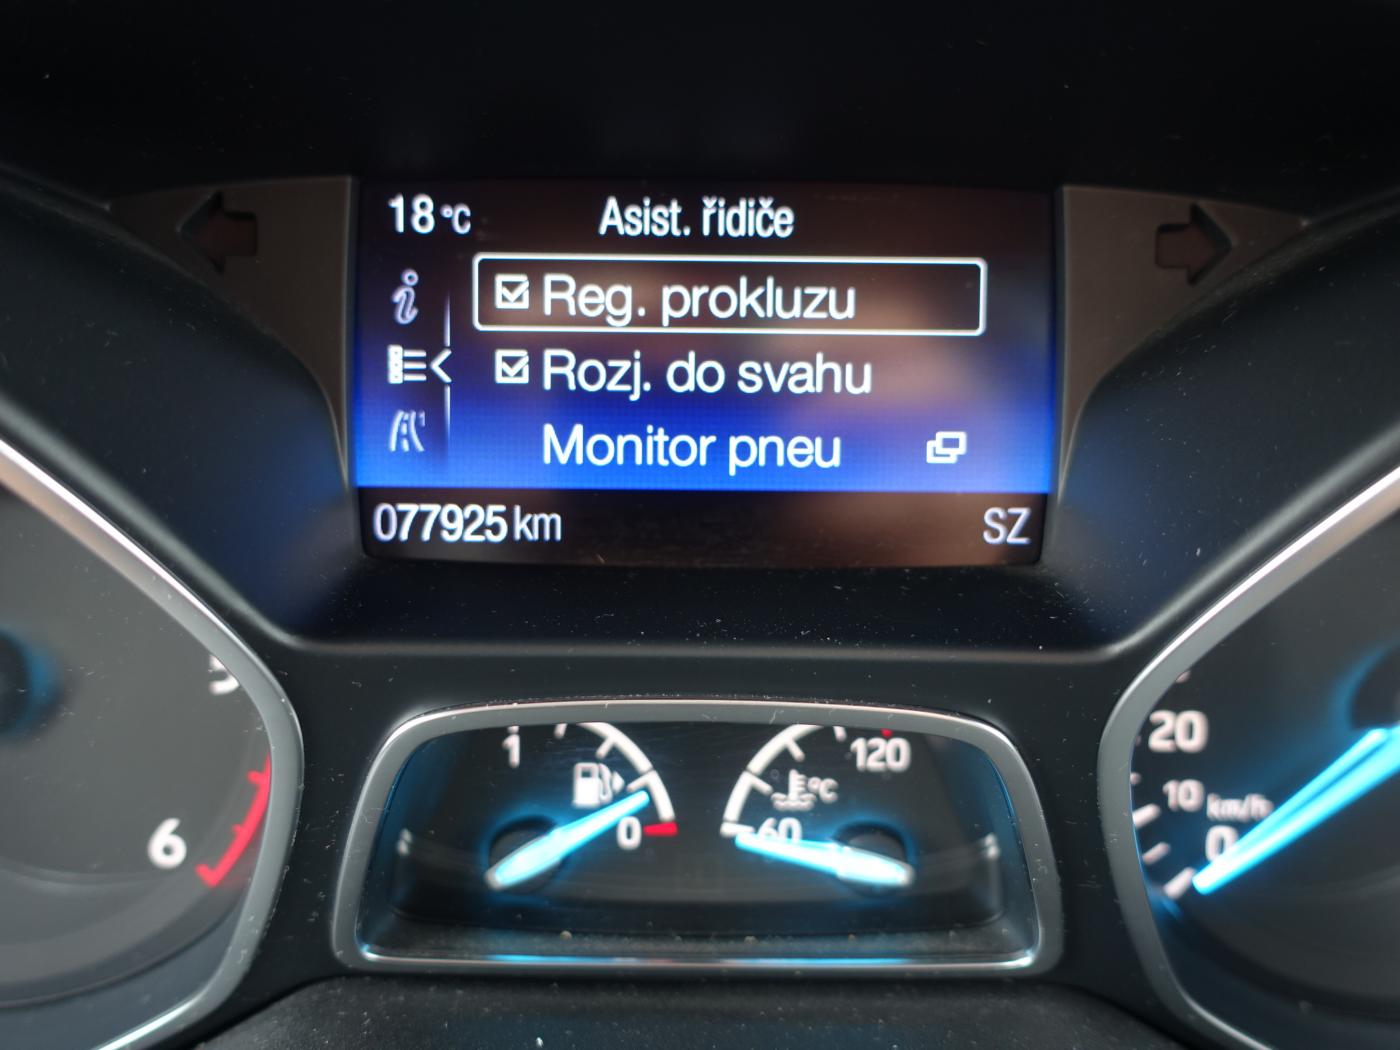 18°C Asist. řidiče
Reg. prokluzu
Rozj. do svahu
Monitor pneu
077925 km SZ
5
6
1
0
120
°C
60
20
10 km/h
0